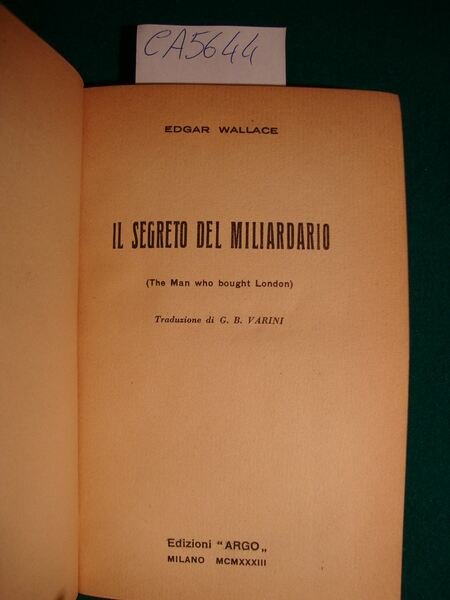 CA5644
EDGAR WALLACE
IL SEGRETO DEL MILIARDARIO
(The Man who bought London)
Traduzione di G. B. VARINI
Edizioni "ARGO„
MILANO MCMXXXIII